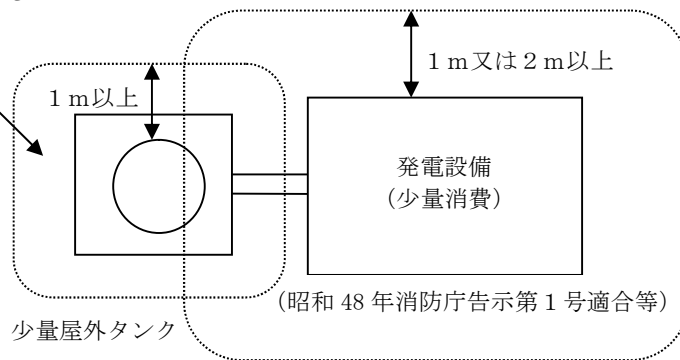 1m又は2m以上
1m以上
発電設備
(少量消費)
(昭和 48 年消防庁告示第1号適合等)
少量屋外タンク